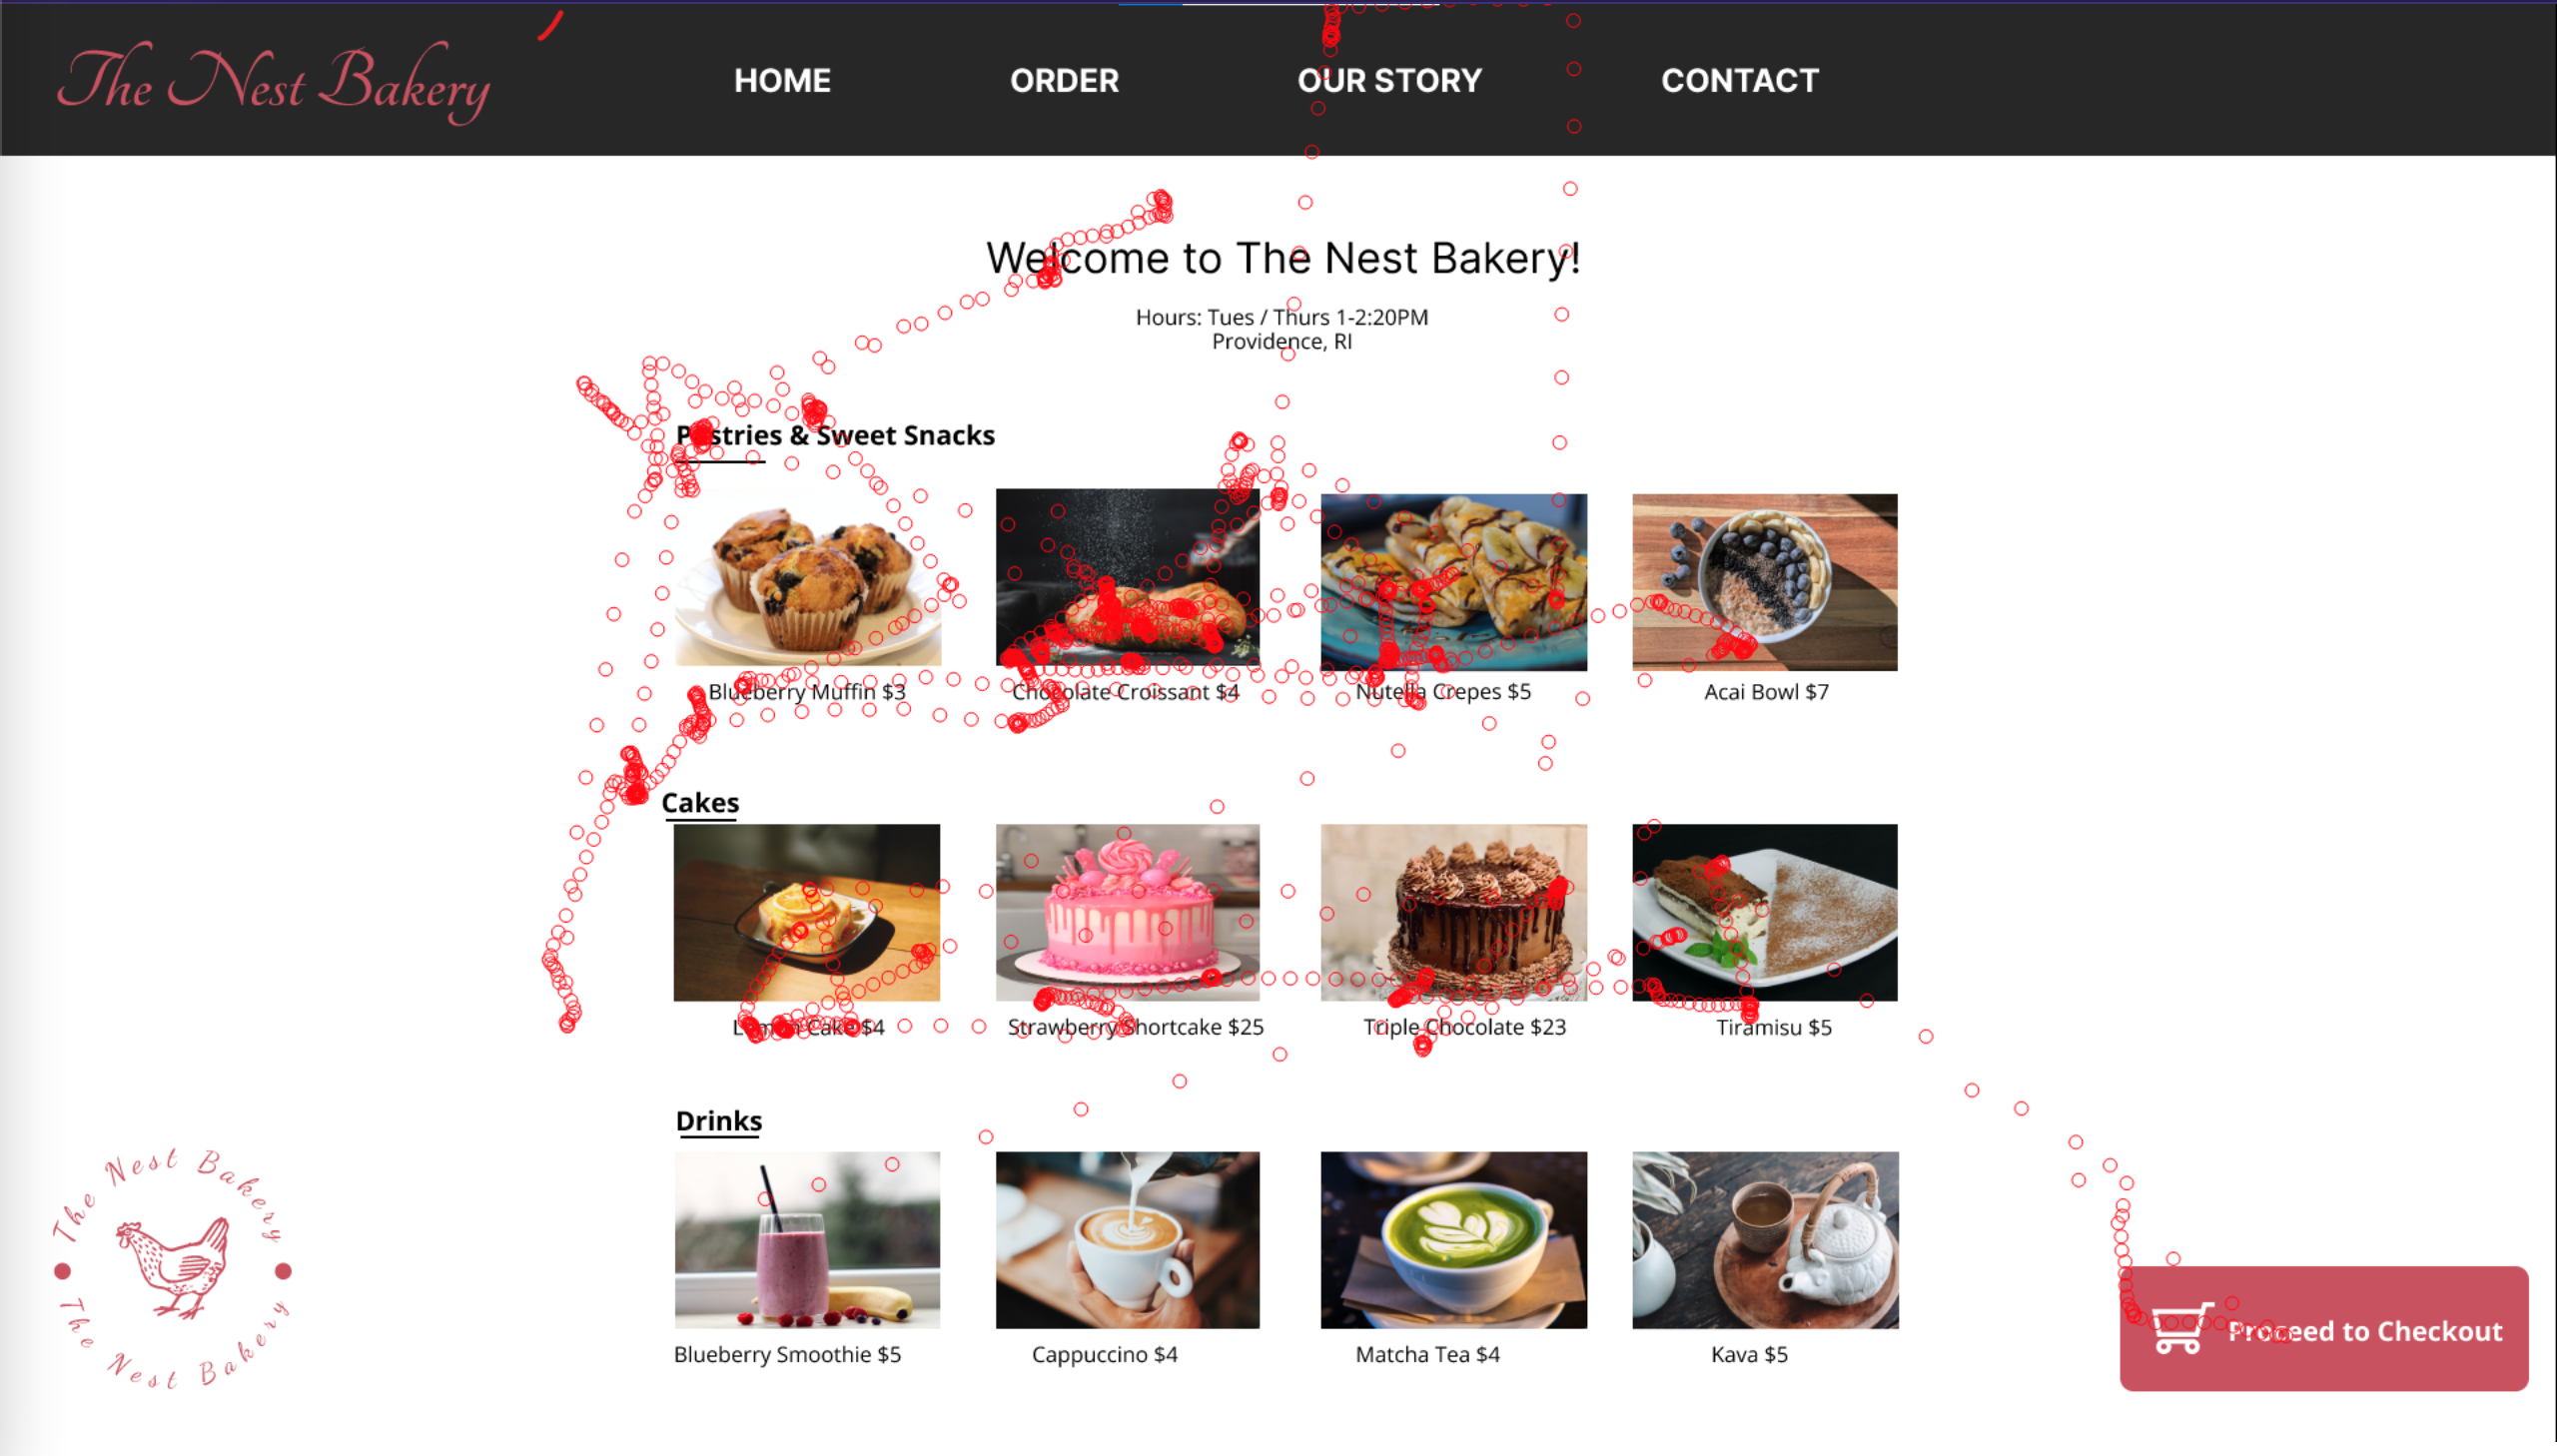 The Nest Bakery
HOME
ORDER
OUR STORY
CONTACT
Welcome to The Nest Bakery!
Hours: Tues / Thurs 1-2:20PM
Providence, RI
Pastries & Sweet Snacks
Blueberry Muffin $3
Chocolate Croissant $4
Nutella Crepes $5
Acai Bowl $7
Cakes
Lemon Cake $4
Strawberry Shortcake $25
Triple Chocolate $23
Tiramisu $5
Drinks
Blueberry Smoothie $5
Cappuccino $4
Matcha Tea $4
Kava $5
The Nest Bakery
The Nest Bakery
Proceed to Checkout